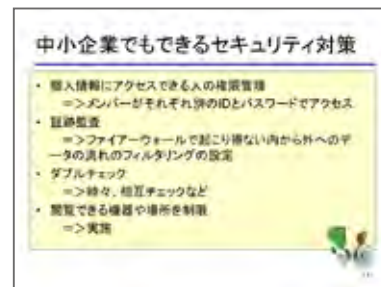 中小企業でもできるセキュリティ対策
・ 個人情報にアクセスできる人の権限管理
=>メンバーがそれぞれ別のIDとパスワードでアクセス
・ 証跡監査
=>ファイアーウォールで起こり得ない内から外へのデ
ータの流れのフィルタリングの設定
・ ダブルチェック
=>時々、相互チェックなど
・ 閲覧できる機器や場所を制限
=>実施